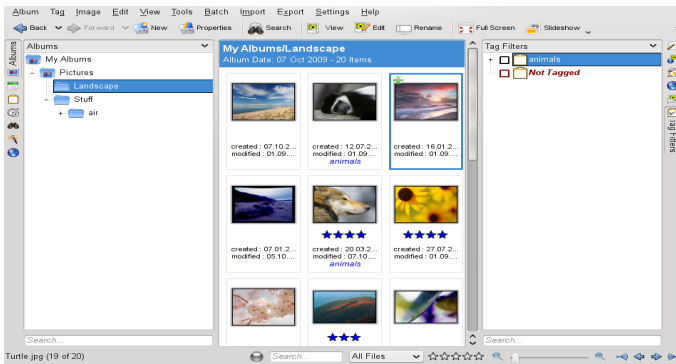 Album Tag Image Edit View Tools Batch Import Export Settings Help
Back Forward New Properties Search View Edit Rename Full Screen Slideshow
Albums
Albums
My Albums
Pictures
Landscape
Stuff
air
Search...
My Albums/Landscape
Album Date: 07 Oct 2009 - 20 Items
created : 07.10.2...
modified : 01.09....
created : 12.07.2...
modified : 01.09....
animals
created : 16.01.2...
modified : 01.09....
created : 07.01.2...
modified : 05.10....
created : 20.03.2...
modified : 07.10....
animals
created : 27.07.2...
modified : 01.09....
Tag Filters
animals
Not Tagged
Search...
Tag Filters
Turtle.jpg (19 of 20)
Search...
All Files